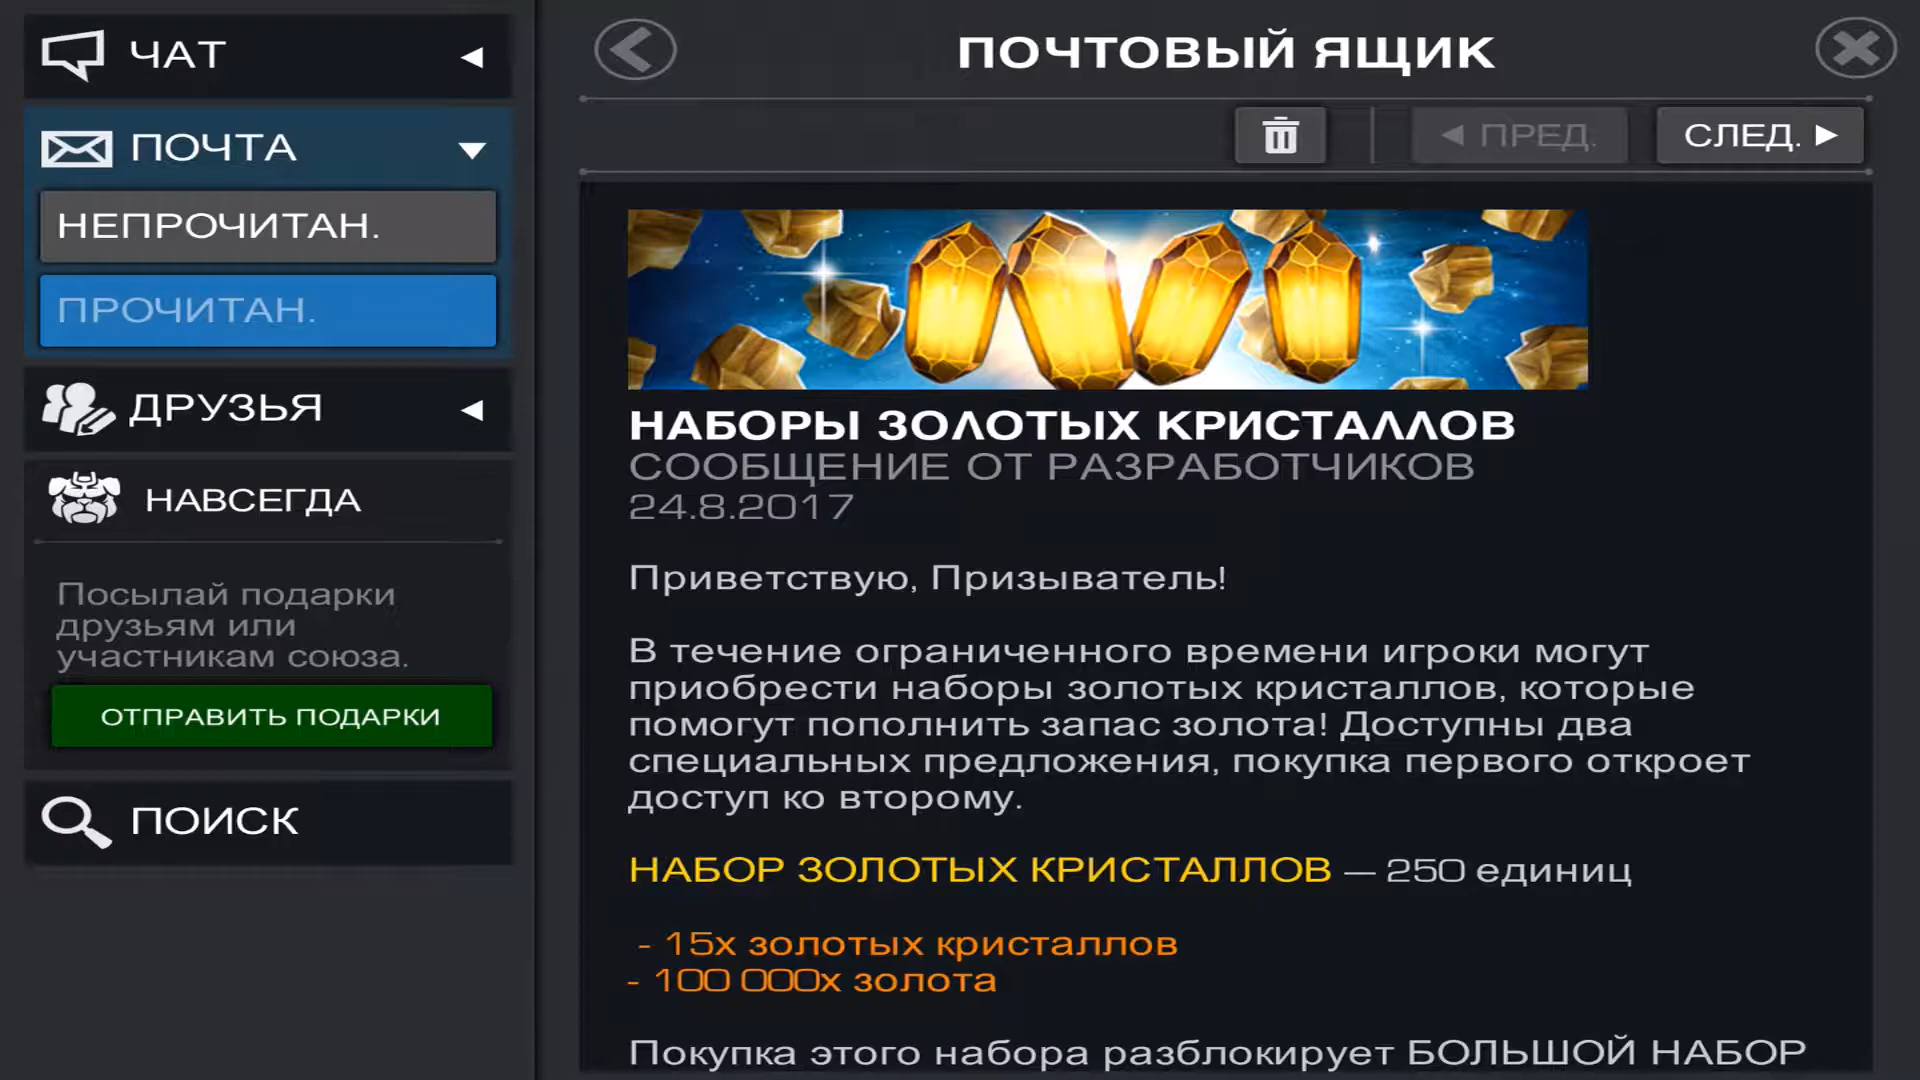 ЧАТ
ПОЧТА
НЕПРОЧИТАН.
ПРОЧИТАН.
ДРУЗЬЯ
НАВСЕГДА
Посылай подарки
друзьям или
участникам союза.
ОТПРАВИТЬ ПОДАРКИ
ПОИСК
ПОЧТОВЫЙ ЯЩИК
ПРЕД.
СЛЕД.
НАБОРЫ ЗОЛОТЫХ КРИСТАЛЛОВ
СООБЩЕНИЕ ОТ РАЗРАБОТЧИКОВ
24.8.2017
Приветствую, Призыватель!
В течение ограниченного времени игроки могут
приобрести наборы золотых кристаллов, которые
помогут пополнить запас золота! Доступны два
специальных предложения, покупка первого откроет
доступ ко второму.
НАБОР ЗОЛОТЫХ КРИСТАЛЛОВ — 250 единиц
- 15x золотых кристаллов
- 100 000x золота
Покупка этого набора разблокирует БОЛЬШОЙ НАБОР